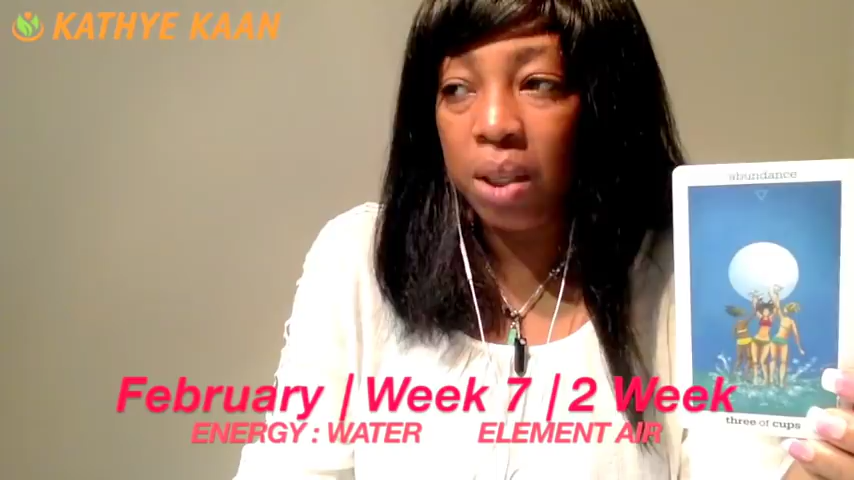 KATHYE KAAN
abundance
February | Week 7 | 2 Week
ENERGY : WATER ELEMENT AIR
three of cups